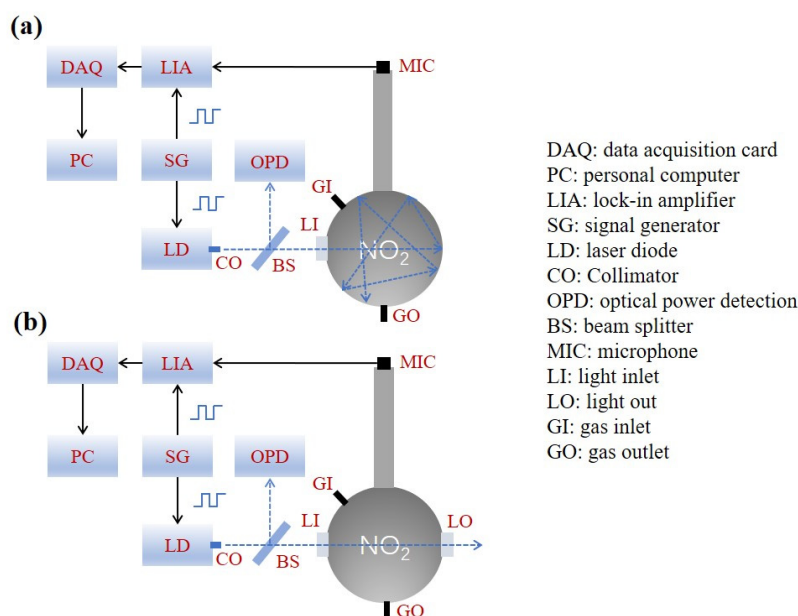 (a)
DAQ
LIA
MIC
PC
SG
OPD
GI
LI
LD
NO2
CO
BS
GO
(b)
DAQ
LIA
MIC
PC
SG
OPD
GI
LI
LO
LD
NO2
CO
BS
GO
DAQ: data acquisition card
PC: personal computer
LIA: lock-in amplifier
SG: signal generator
LD: laser diode
CO: Collimator
OPD: optical power detection
BS: beam splitter
MIC: microphone
LI: light inlet
LO: light out
GI: gas inlet
GO: gas outlet